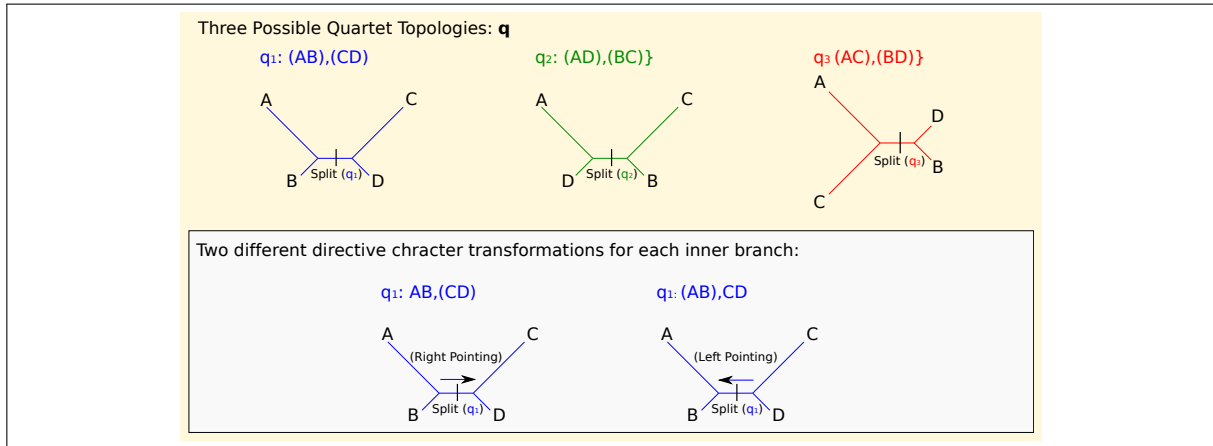 Three Possible Quartet Topologies: q
q₁: (AB),(CD) q₂: (AD),(BC)} q₃ (AC),(BD)}
A C A C A
D
Split (q₁) Split (q₂) Split (q₃)
B D D B B
C
Two different directive chracter transformations for each inner branch:
q₁: AB,(CD) q₁: (AB),CD
A C A C
(Right Pointing) (Left Pointing)
B Split (q₁) D B Split (q₁) D